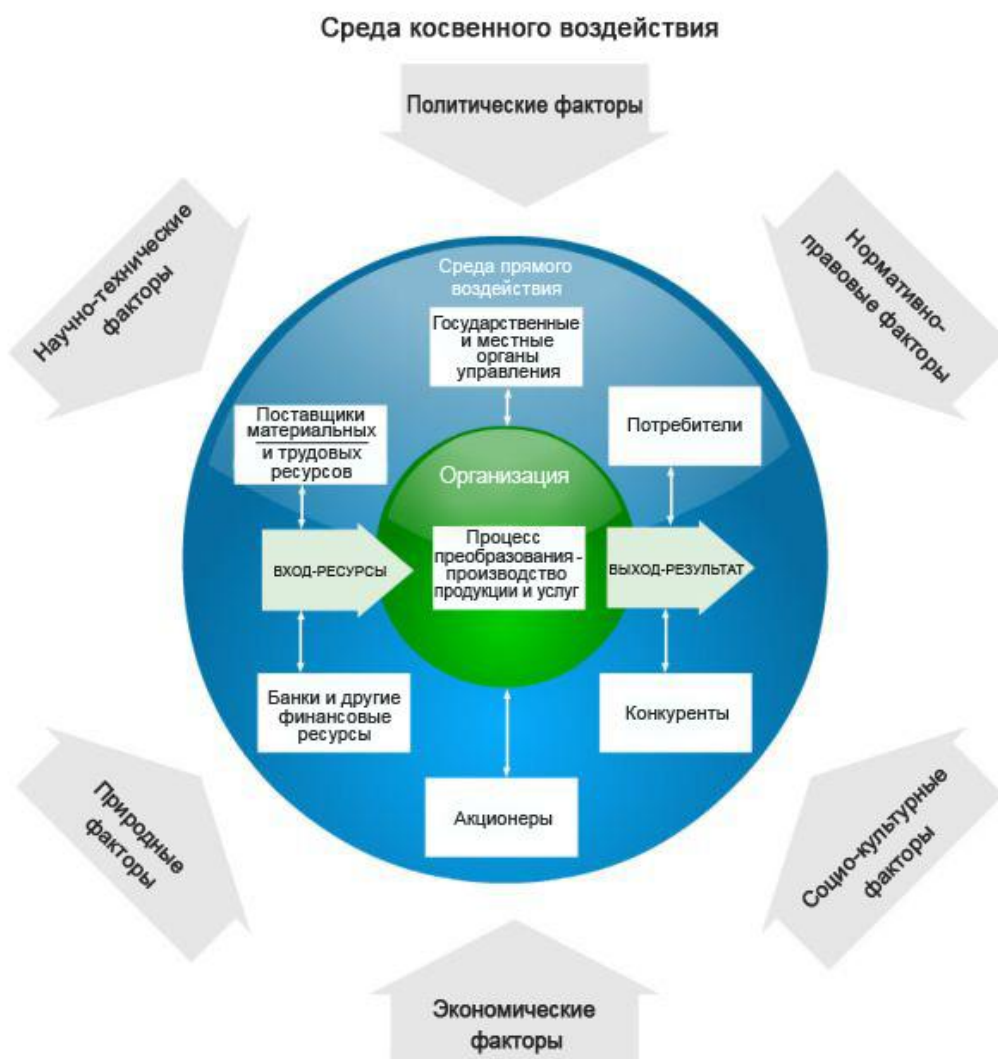 Среда косвенного воздействия
Политические факторы
Научно-технические
факторы
Нормативно-
правовые факторы
Среда прямого
воздействия
Государственные
и местные
органы
управления
Поставщики
материальных
и трудовых
ресурсов
Потребители
Организация
ВХОД-РЕСУРСЫ
Процесс
преобразования-
производство
продукции и услуг
ВЫХОД-РЕЗУЛЬТАТ
Банки и другие
финансовые
ресурсы
Конкуренты
Акционеры
Природные
факторы
Социо-культурные
факторы
Экономические
факторы